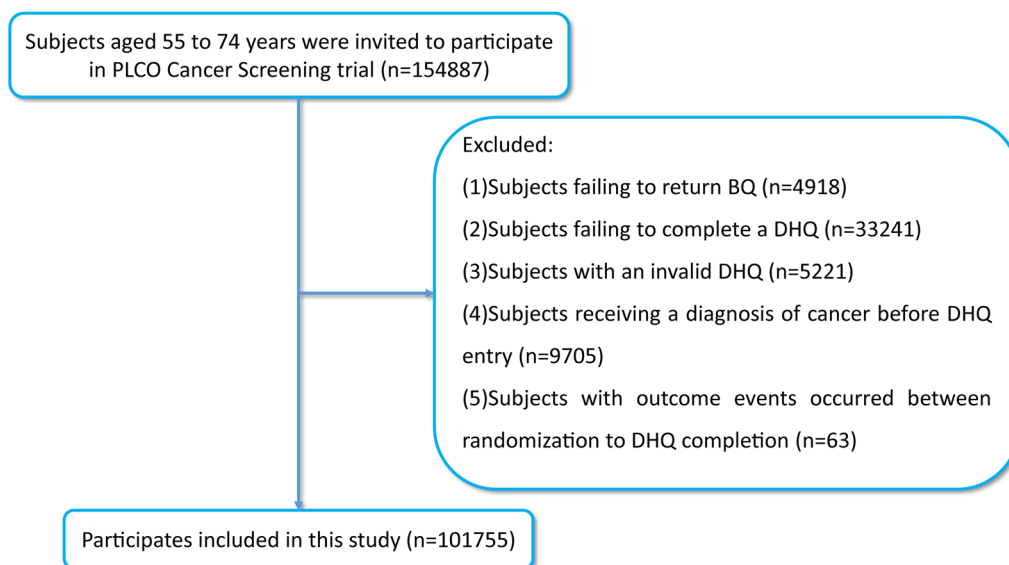 Subjects aged 55 to 74 years were invited to participate
in PLCO Cancer Screening trial (n=154887)
Excluded:
(1)Subjects failing to return BQ (n=4918)
(2)Subjects failing to complete a DHQ (n=33241)
(3)Subjects with an invalid DHQ (n=5221)
(4)Subjects receiving a diagnosis of cancer before DHQ
entry (n=9705)
(5)Subjects with outcome events occurred between
randomization to DHQ completion (n=63)
Participates included in this study (n=101755)